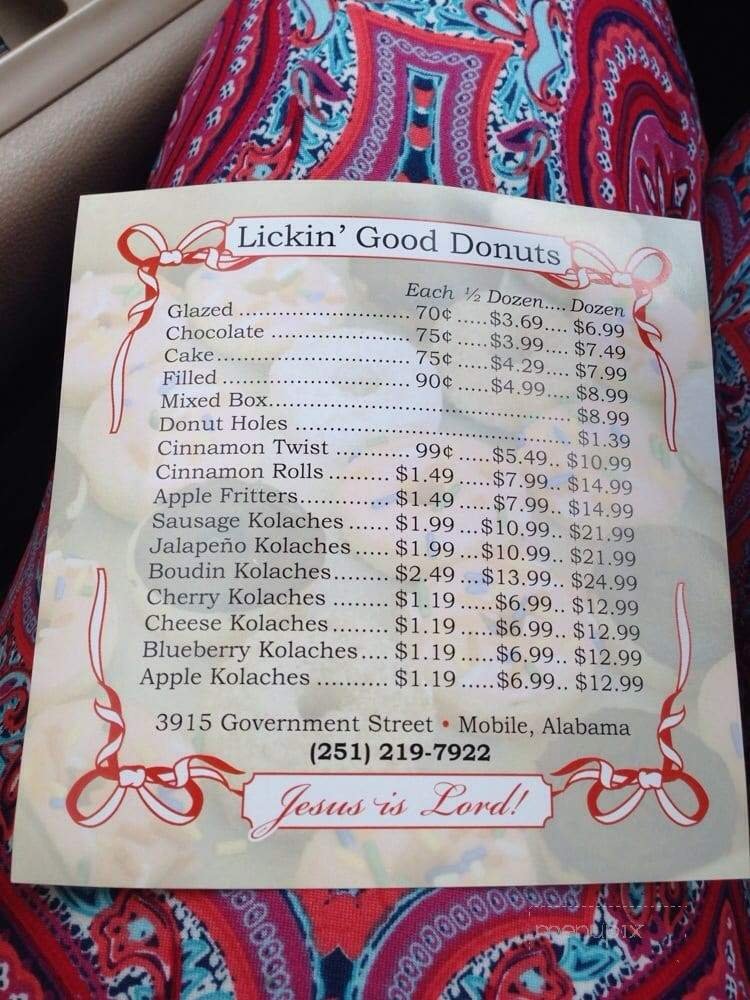 Lickin' Good Donuts
Each ½ Dozen.... Dozen
Glazed ............................ 70¢ .....$3.69.... $6.99
Chocolate ........................ 75¢ .....$3.99.... $7.49
Cake................................ 75¢ .....$4.29.... $7.99
Filled ............................... 90¢ .....$4.99.... $8.99
Mixed Box.................................................. $8.99
Donut Holes .............................................. $1.39
Cinnamon Twist ............ 99¢ .....$5.49.. $10.99
Cinnamon Rolls ......... $1.49 .....$7.99.. $14.99
Apple Fritters............. $1.49 .....$7.99.. $14.99
Sausage Kolaches ...... $1.99 ...$10.99.. $21.99
Jalapeño Kolaches ..... $1.99 ...$10.99.. $21.99
Boudin Kolaches........ $2.49 ...$13.99.. $24.99
Cherry Kolaches ........ $1.19 .....$6.99.. $12.99
Cheese Kolaches........ $1.19 .....$6.99.. $12.99
Blueberry Kolaches.... $1.19 .....$6.99.. $12.99
Apple Kolaches .......... $1.19 .....$6.99.. $12.99
3915 Government Street • Mobile, Alabama
(251) 219-7922
Jesus is Lord!
menupix